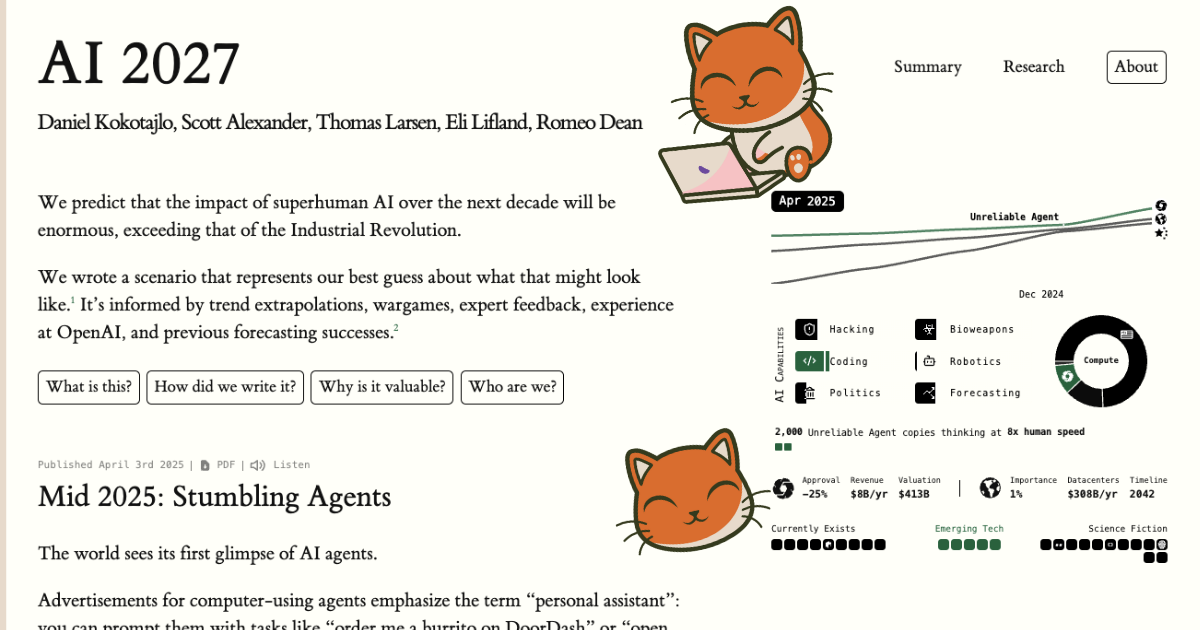 AI 2027
Summary
Research
About
Daniel Kokotajlo, Scott Alexander, Thomas Larsen, Eli Lifland, Romeo Dean
We predict that the impact of superhuman AI over the next decade will be
enormous, exceeding that of the Industrial Revolution.
We wrote a scenario that represents our best guess about what that might look
like.¹ It’s informed by trend extrapolations, wargames, expert feedback, experience
at OpenAI, and previous forecasting successes.²
What is this?
How did we write it?
Why is it valuable?
Who are we?
Published April 3rd 2025 | PDF | Listen
Mid 2025: Stumbling Agents
The world sees its first glimpse of AI agents.
Advertisements for computer-using agents emphasize the term “personal assistant”:
you can prompt them with tasks like “order me a burrito on DoorDash” or “open
Apr 2025
Unreliable Agent
Dec 2024
AI Capabilities
Hacking
Bioweapons
Coding
Robotics
Politics
Forecasting
Compute
2,000 Unreliable Agent copies thinking at 8x human speed
Approval Revenue Valuation
−25% $8B/yr $413B
Importance Datacenters Timeline
1% $308B/yr 2042
Currently Exists
Emerging Tech
Science Fiction